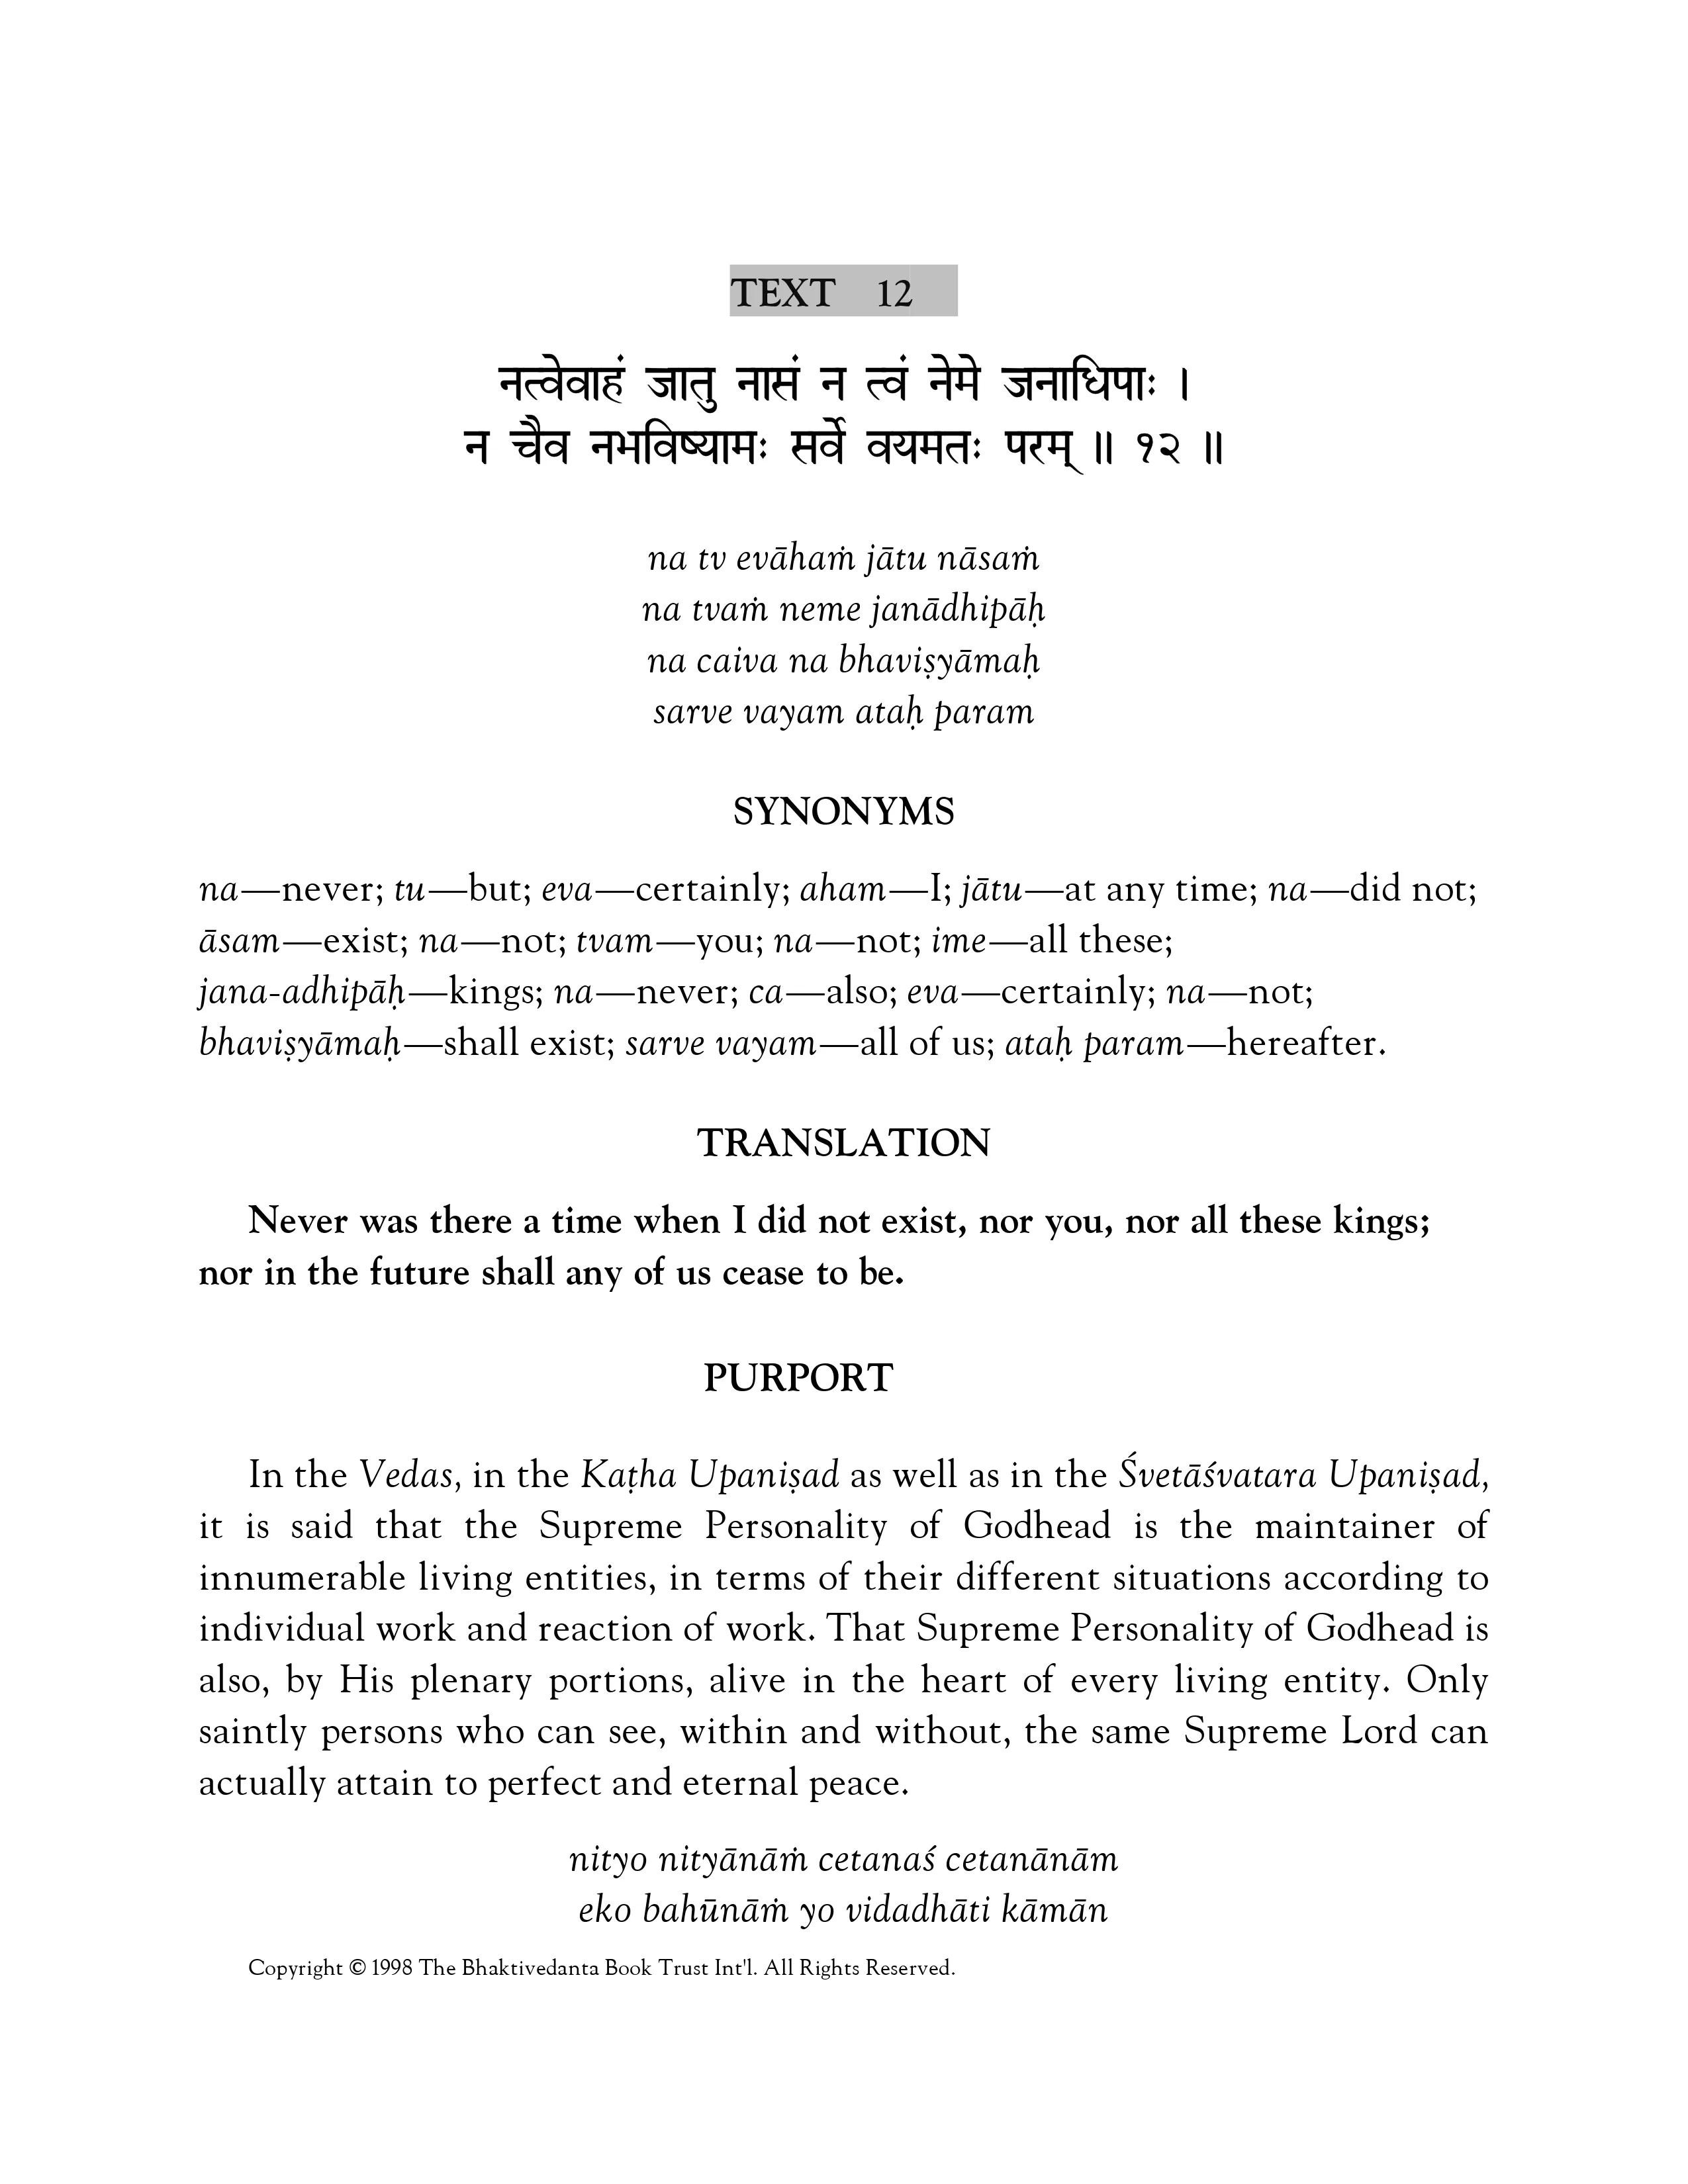 TEXT 12
नत्वेवाहं जातु नासं न त्वं नेमे जनाधिपाः ।
न चैव नभविष्यामः सर्वे वयमतः परम् ॥ १२ ॥
na tv evāhaṁ jātu nāsaṁ
na tvaṁ neme janādhipāḥ
na caiva na bhaviṣyāmaḥ
sarve vayam ataḥ param
SYNONYMS
na—never; tu—but; eva—certainly; aham—I; jātu—at any time; na—did not;
āsam—exist; na—not; tvam—you; na—not; ime—all these;
jana-adhipāḥ—kings; na—never; ca—also; eva—certainly; na—not;
bhaviṣyāmaḥ—shall exist; sarve vayam—all of us; ataḥ param—hereafter.
TRANSLATION
Never was there a time when I did not exist, nor you, nor all these kings;
nor in the future shall any of us cease to be.
PURPORT
In the Vedas, in the Kaṭha Upaniṣad as well as in the Śvetāśvatara Upaniṣad,
it is said that the Supreme Personality of Godhead is the maintainer of
innumerable living entities, in terms of their different situations according to
individual work and reaction of work. That Supreme Personality of Godhead is
also, by His plenary portions, alive in the heart of every living entity. Only
saintly persons who can see, within and without, the same Supreme Lord can
actually attain to perfect and eternal peace.
nityo nityānāṁ cetanaś cetanānām
eko bahūnāṁ yo vidadhāti kāmān
Copyright © 1998 The Bhaktivedanta Book Trust Int'l. All Rights Reserved.